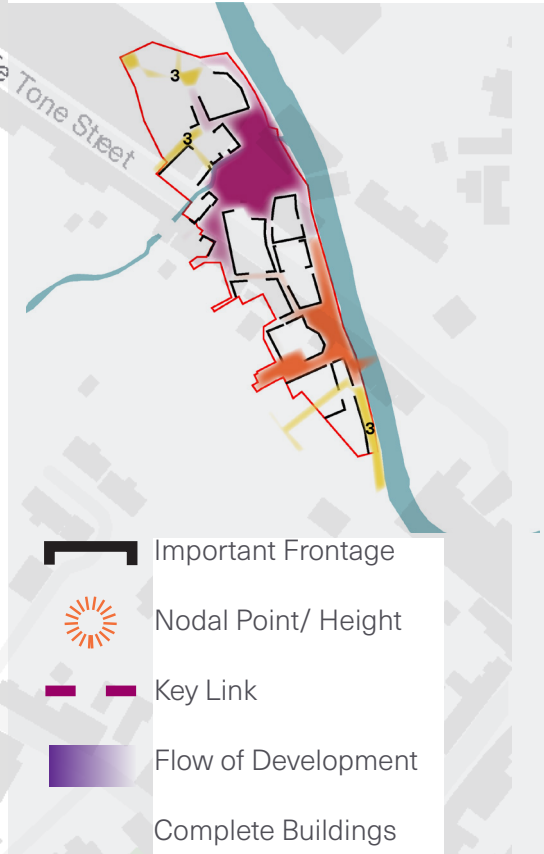 Tone Street
3
3
3
Important Frontage
Nodal Point/ Height
Key Link
Flow of Development
Complete Buildings